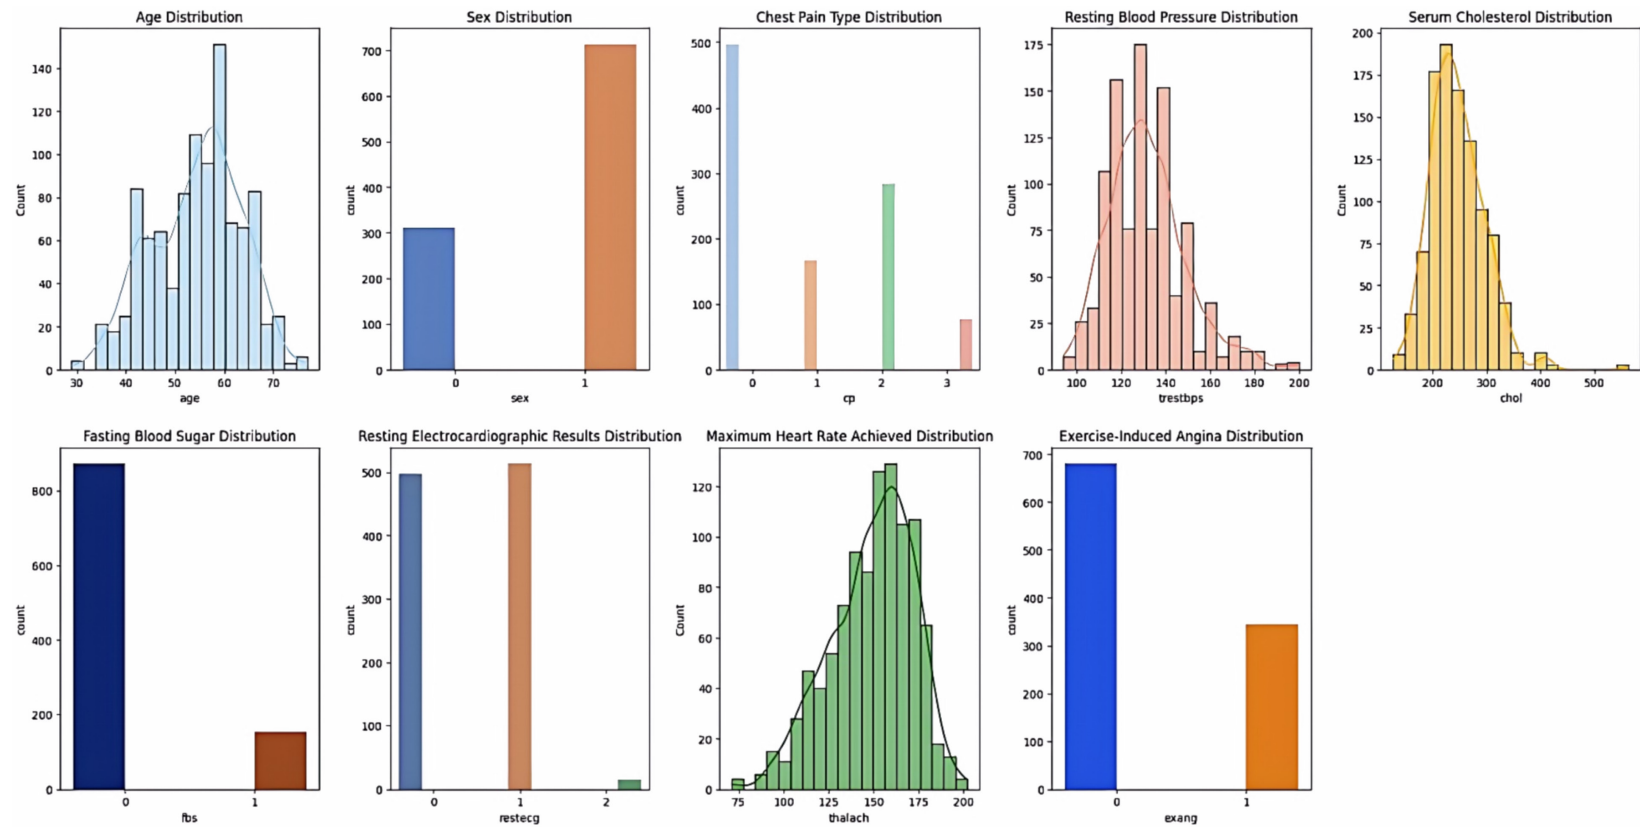 Age Distribution
Count
140
120
100
80
60
40
20
0
30 40 50 60 70
age
Sex Distribution
count
700
600
500
400
300
200
100
0
0 1
sex
Chest Pain Type Distribution
count
500
400
300
200
100
0
0 1 2 3
cp
Resting Blood Pressure Distribution
Count
175
150
125
100
75
50
25
0
100 120 140 160 180 200
trestbps
Serum Cholesterol Distribution
Count
200
175
150
125
100
75
50
25
0
200 300 400 500
chol
Fasting Blood Sugar Distribution
count
800
600
400
200
0
0 1
fbs
Resting Electrocardiographic Results Distribution
count
500
400
300
200
100
0
0 1 2
restecg
Maximum Heart Rate Achieved Distribution
Count
120
100
80
60
40
20
0
75 100 125 150 175 200
thalach
Exercise-Induced Angina Distribution
count
700
600
500
400
300
200
100
0
0 1
exang